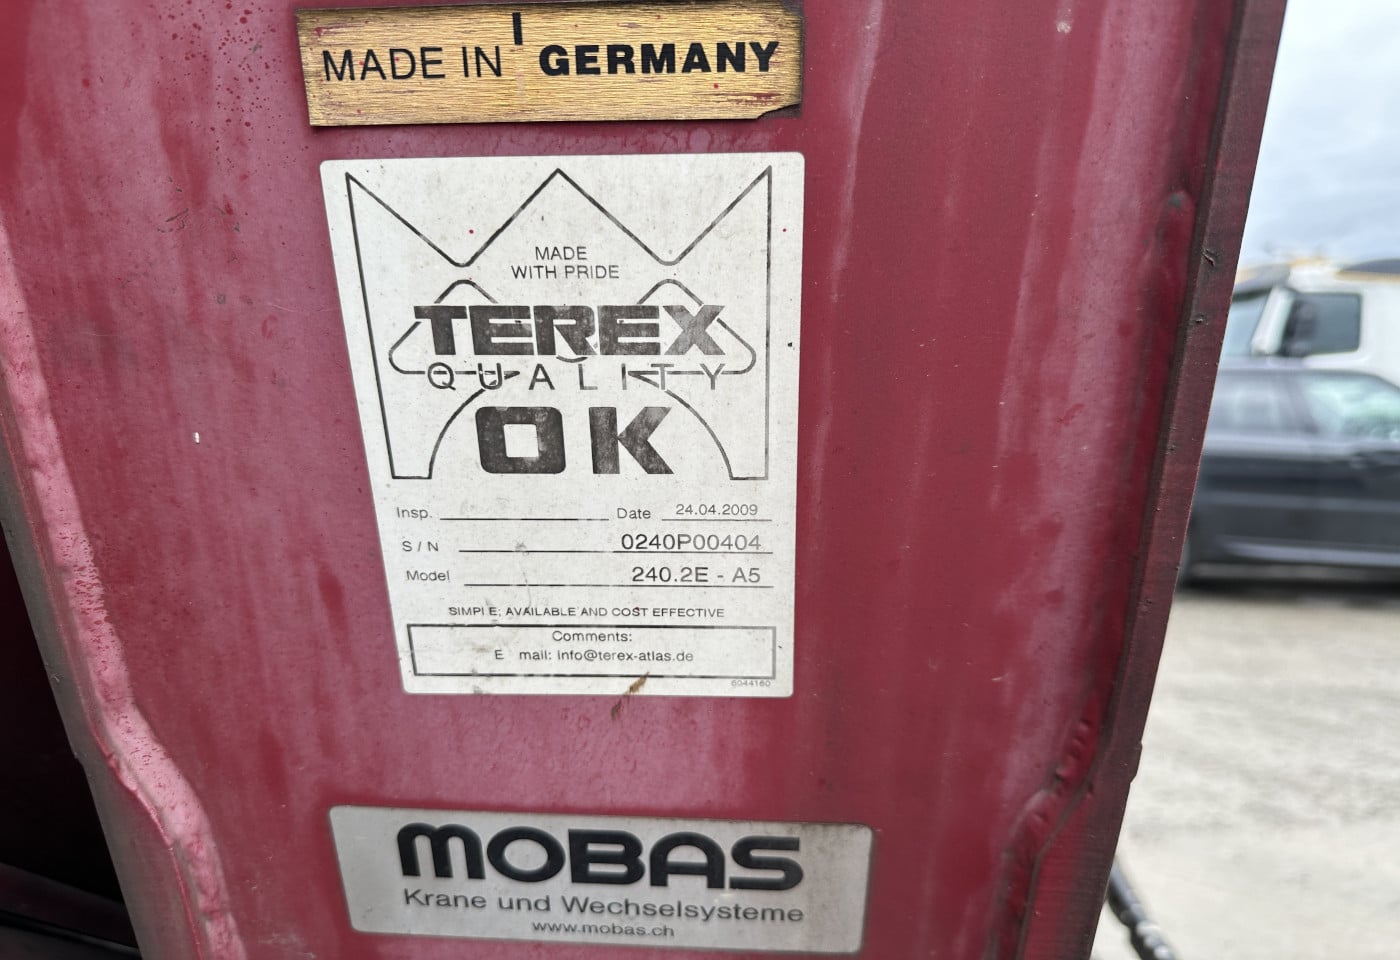 MADE IN GERMANY
MADE
WITH PRIDE
TEREX
QUALITY
OK
Insp. Date 24.04.2009
S / N 0240P00404
Model 240.2E - A5
SIMPLE; AVAILABLE AND COST EFFECTIVE
Comments:
E mail: info@terex-atlas.de
6044160
MOBAS
Krane und Wechselsysteme
www.mobas.ch